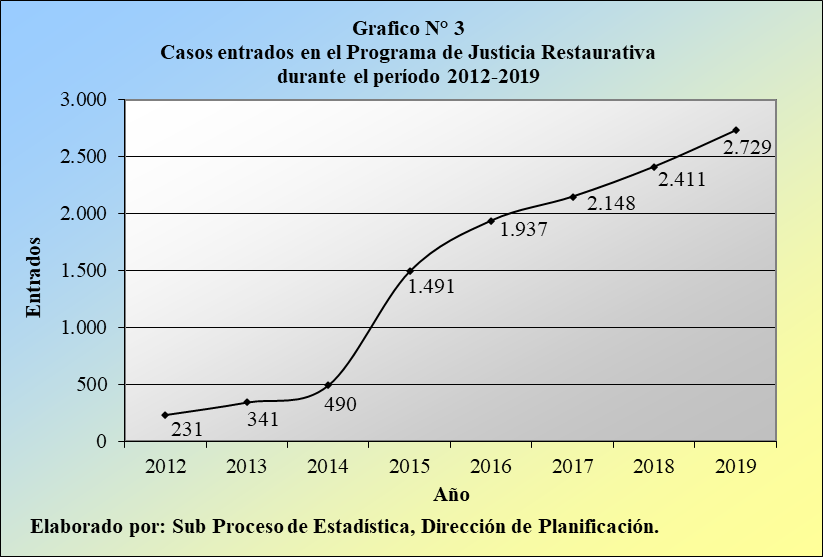 Grafico N° 3
Casos entrados en el Programa de Justicia Restaurativa
durante el período 2012-2019
3.000
2.500
2.000
1.500
1.000
500
0
Entrados
231
341
490
1.491
1.937
2.148
2.411
2.729
2012 2013 2014 2015 2016 2017 2018 2019
Año
Elaborado por: Sub Proceso de Estadística, Dirección de Planificación.